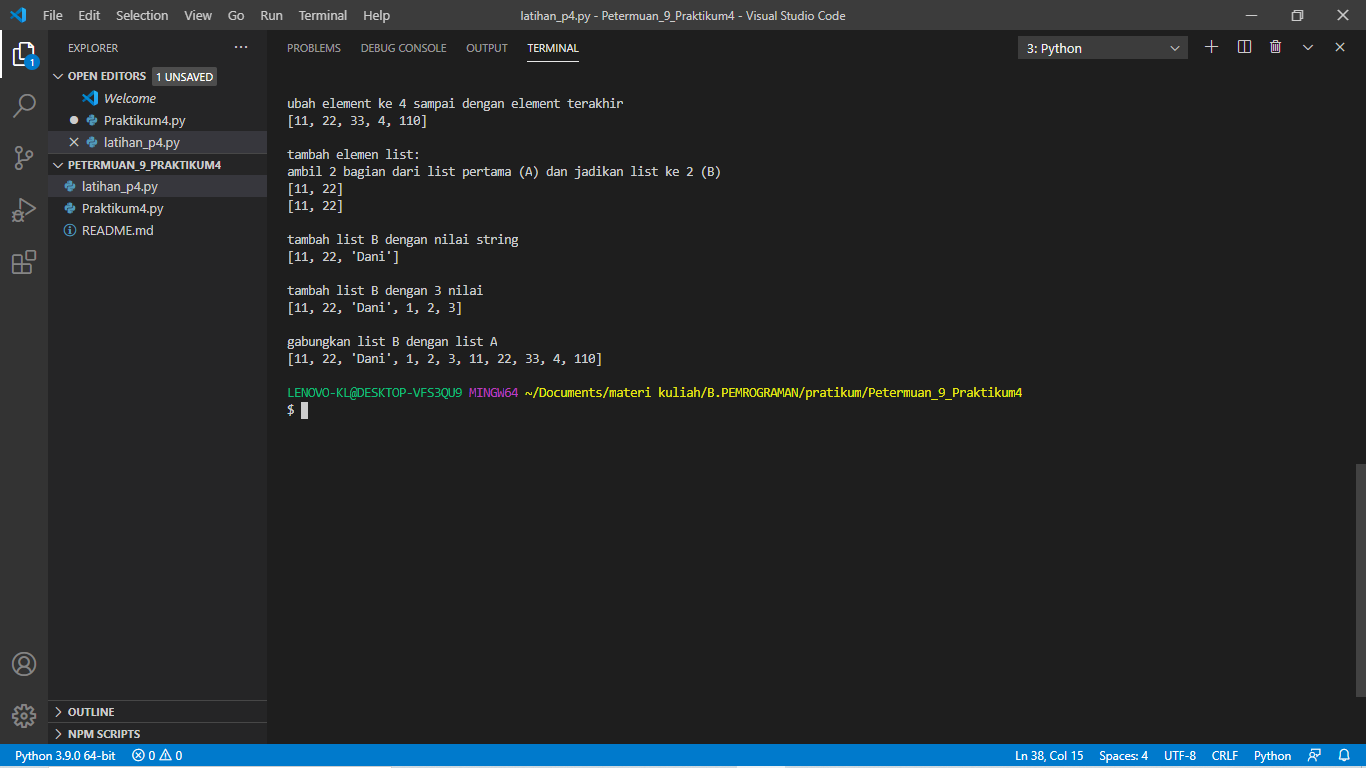 File Edit Selection View Go Run Terminal Help
latihan_p4.py - Petermuan_9_Praktikum4 - Visual Studio Code
1
EXPLORER
OPEN EDITORS 1 UNSAVED
Welcome
Praktikum4.py
latihan_p4.py
PETERMUAN_9_PRAKTIKUM4
latihan_p4.py
Praktikum4.py
README.md
OUTLINE
NPM SCRIPTS
PROBLEMS DEBUG CONSOLE OUTPUT TERMINAL
3: Python
ubah element ke 4 sampai dengan element terakhir
[11, 22, 33, 4, 110]
tambah elemen list:
ambil 2 bagian dari list pertama (A) dan jadikan list ke 2 (B)
[11, 22]
[11, 22]
tambah list B dengan nilai string
[11, 22, 'Dani']
tambah list B dengan 3 nilai
[11, 22, 'Dani', 1, 2, 3]
gabungkan list B dengan list A
[11, 22, 'Dani', 1, 2, 3, 11, 22, 33, 4, 110]
LENOVO-KL@DESKTOP-VFS3QU9 MINGW64 ~/Documents/materi kuliah/B.PEMROGRAMAN/pratikum/Petermuan_9_Praktikum4
$
Python 3.9.0 64-bit 0 0
Ln 38, Col 15 Spaces: 4 UTF-8 CRLF Python